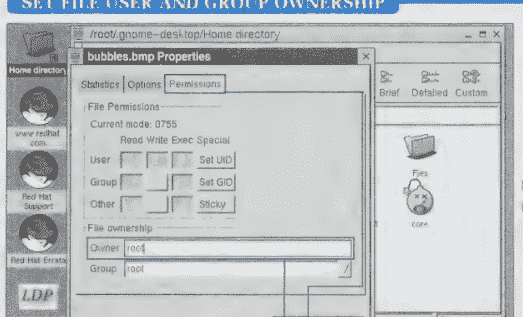 SET FILE USER AND GROUP OWNERSHIP
/root/.gnome-desktop/Home directory
bubbles.bmp Properties
Home directory
Statistics
Options
Permissions
Brief
Detailed
Custom
File Permissions
Current mode: 0755
www.redhat.com
Read Write Exec Special
User
Set UID
Group
Set GID
Other
Sticky
Red Hat Support
Files
core
File ownership
Owner
root
Group
root
Red Hat Errata
LDP